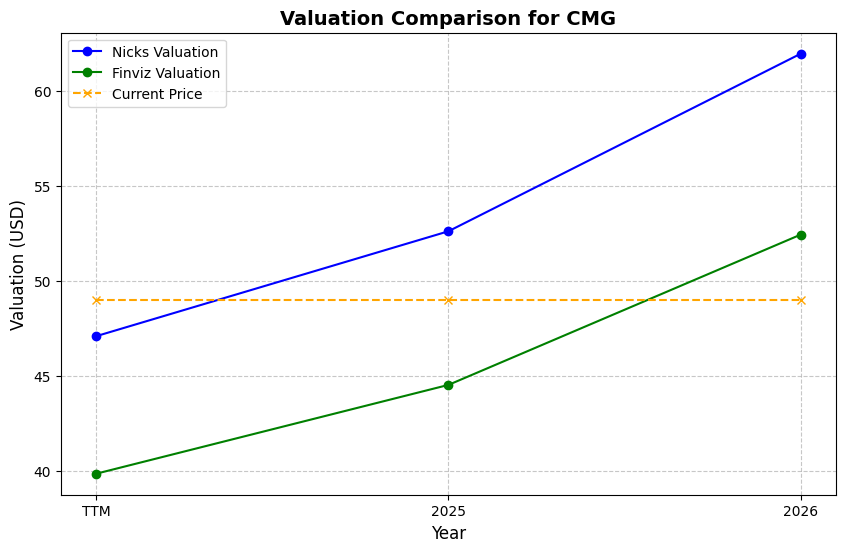 Valuation Comparison for CMG
Nicks Valuation
Finviz Valuation
Current Price
60
55
50
45
40
Valuation (USD)
TTM
2025
2026
Year